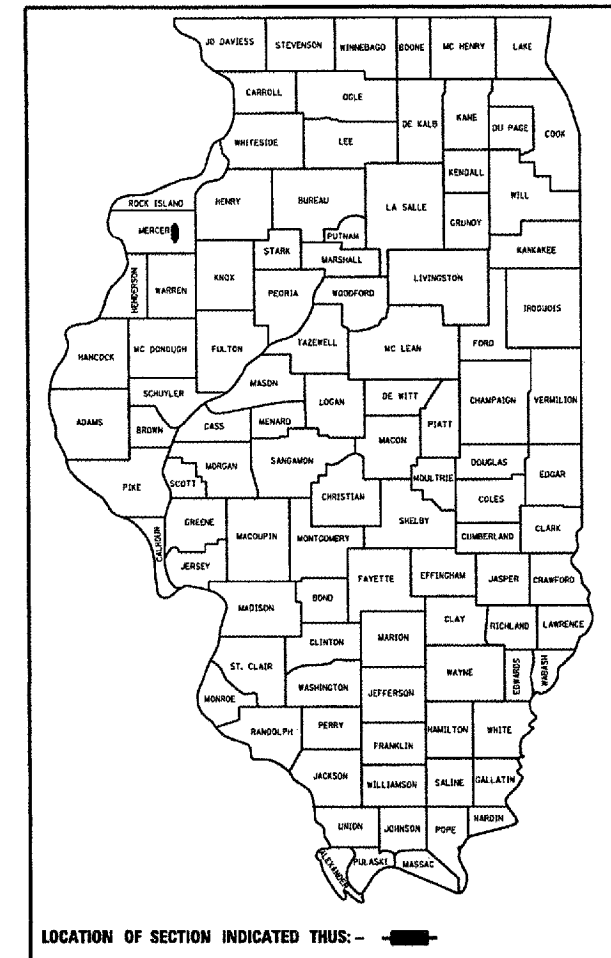 JO DAVIESS STEVENSON WINNEBAGO BOONE MC HENRY LAKE
CARROLL OGLE DE KALB KANE DU PAGE COOK
WHITESIDE LEE
KENDALL WILL
ROCK ISLAND HENRY BUREAU LA SALLE GRUNDY
MERCER PUTNAM KANKAKEE
STARK MARSHALL LIVINGSTON
HENDERSON WARREN KNOX PEORIA WOODFORD IROQUOIS
HANCOCK MC DONOUGH FULTON TAZEWELL MC LEAN FORD
SCHUYLER MASON LOGAN DE WITT CHAMPAIGN VERMILION
ADAMS BROWN CASS MENARD MACON PIATT
MORGAN SANGAMON DOUGLAS EDGAR
PIKE SCOTT CHRISTIAN MOULTRIE COLES
CALHOUN GREENE MACOUPIN MONTGOMERY SHELBY CUMBERLAND CLARK
JERSEY FAYETTE EFFINGHAM JASPER CRAWFORD
MADISON BOND CLAY RICHLAND LAWRENCE
CLINTON MARION
ST. CLAIR WAYNE EDWARDS WABASH
WASHINGTON JEFFERSON
MONROE RANDOLPH PERRY HAMILTON WHITE
FRANKLIN
JACKSON WILLIAMSON SALINE GALLATIN
UNION JOHNSON POPE HARDIN
ALEXANDER PULASKI MASSAC
LOCATION OF SECTION INDICATED THUS: -